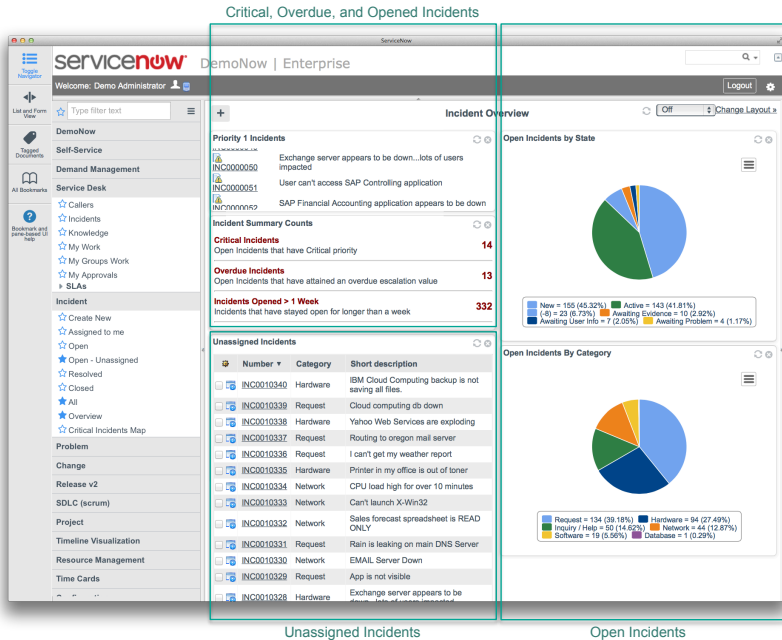 Critical, Overdue, and Opened Incidents
ServiceNow
Toggle
Navigator
servicenow
DemoNow | Enterprise
Welcome: Demo Administrator
Logout
List and Form
View
Tagged
Documents
All Bookmarks
Bookmark and
pane-based UI
help
Type filter text
DemoNow
Self-Service
Demand Management
Service Desk
Callers
Incidents
Knowledge
My Work
My Groups Work
My Approvals
SLAs
Incident
Create New
Assigned to me
Open
Open - Unassigned
Resolved
Closed
All
Overview
Critical Incidents Map
Problem
Change
Release v2
SDLC (scrum)
Project
Timeline Visualization
Resource Management
Time Cards
+
Incident Overview
Off
Change Layout »
Priority 1 Incidents
INC0000050 Exchange server appears to be down...lots of users
impacted
INC0000051 User can't access SAP Controlling application
INC0000052 SAP Financial Accounting application appears to be down
Incident Summary Counts
Critical Incidents
Open Incidents that have Critical priority 14
Overdue Incidents
Open Incidents that have attained an overdue escalation value 13
Incidents Opened > 1 Week
Incidents that have stayed open for longer than a week 332
Unassigned Incidents
Number ▼ Category Short description
INC0010340 Hardware IBM Cloud Computing backup is not
saving all files.
INC0010339 Request Cloud computing db down
INC0010338 Hardware Yahoo Web Services are exploding
INC0010337 Request Routing to oregon mail server
INC0010336 Request I can't get my weather report
INC0010335 Hardware Printer in my office is out of toner
INC0010334 Network CPU load high for over 10 minutes
INC0010333 Network Can't launch X-Win32
INC0010332 Network Sales forecast spreadsheet is READ
ONLY
INC0010331 Request Rain is leaking on main DNS Server
INC0010330 Network EMAIL Server Down
INC0010329 Request App is not visible
INC0010328 Hardware Exchange server appears to be
down...lots of users impacted
Open Incidents by State
New = 155 (45.32%) Active = 143 (41.81%)
(-8) = 23 (6.73%) Awaiting Evidence = 10 (2.92%)
Awaiting User Info = 7 (2.05%) Awaiting Problem = 4 (1.17%)
Open Incidents By Category
Request = 134 (39.18%) Hardware = 94 (27.49%)
Inquiry / Help = 50 (14.62%) Network = 44 (12.87%)
Software = 19 (5.56%) Database = 1 (0.29%)
Unassigned Incidents
Open Incidents